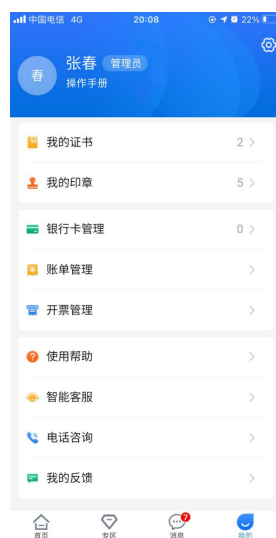 中国电信 4G 20:08 22%
春
张春 管理员
操作手册
我的证书 2
我的印章 5
银行卡管理 0
账单管理
开票管理
使用帮助
智能客服
电话咨询
我的反馈
7
首页 专区 消息 我的